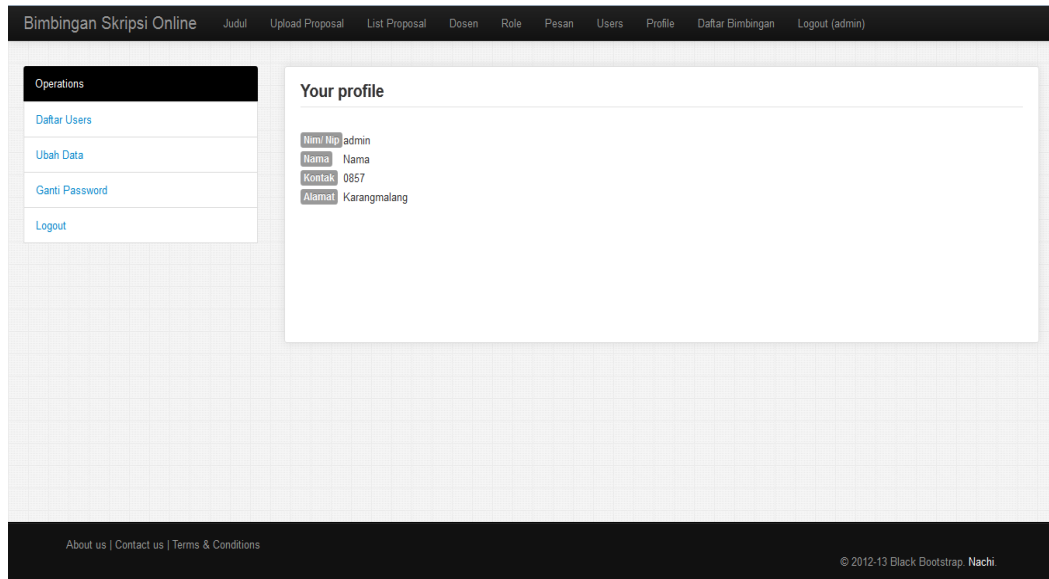 Bimbingan Skripsi Online Judul Upload Proposal List Proposal Dosen Role Pesan Users Profile Daftar Bimbingan Logout (admin)
Operations
Daftar Users
Ubah Data
Ganti Password
Logout
Your profile
Nim/ Nip admin
Nama Nama
Kontak 0857
Alamat Karangmalang
About us | Contact us | Terms & Conditions
© 2012-13 Black Bootstrap. Nachi.